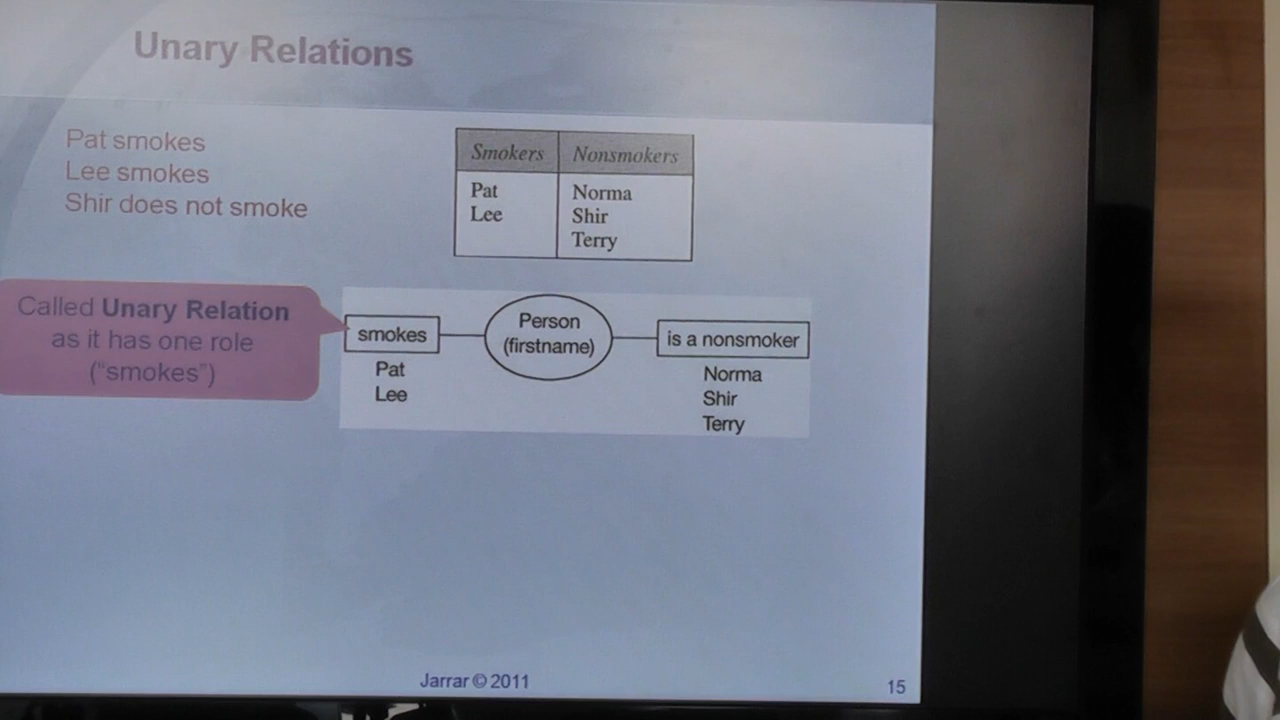 Unary Relations
Pat smokes
Lee smokes
Shir does not smoke
Smokers Nonsmokers
Pat Norma
Lee Shir
Terry
Called Unary Relation
as it has one role
("smokes")
smokes
Person
(firstname)
is a nonsmoker
Pat
Lee
Norma
Shir
Terry
Jarrar © 2011
15